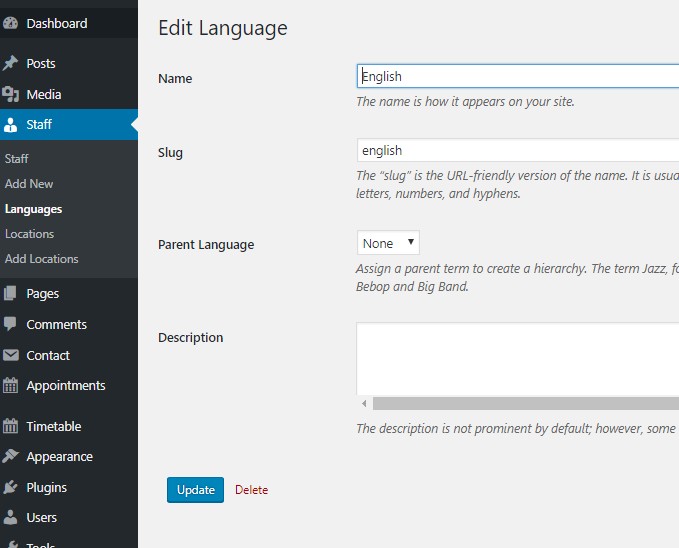 Dashboard
Posts
Media
Staff
Staff
Add New
Languages
Locations
Add Locations
Pages
Comments
Contact
Appointments
Timetable
Appearance
Plugins
Users
Tools
Edit Language
Name
English
The name is how it appears on your site.
Slug
english
The “slug” is the URL-friendly version of the name. It is usua
letters, numbers, and hyphens.
Parent Language
None
Assign a parent term to create a hierarchy. The term Jazz, fo
Bebop and Big Band.
Description
The description is not prominent by default; however, some
Update Delete